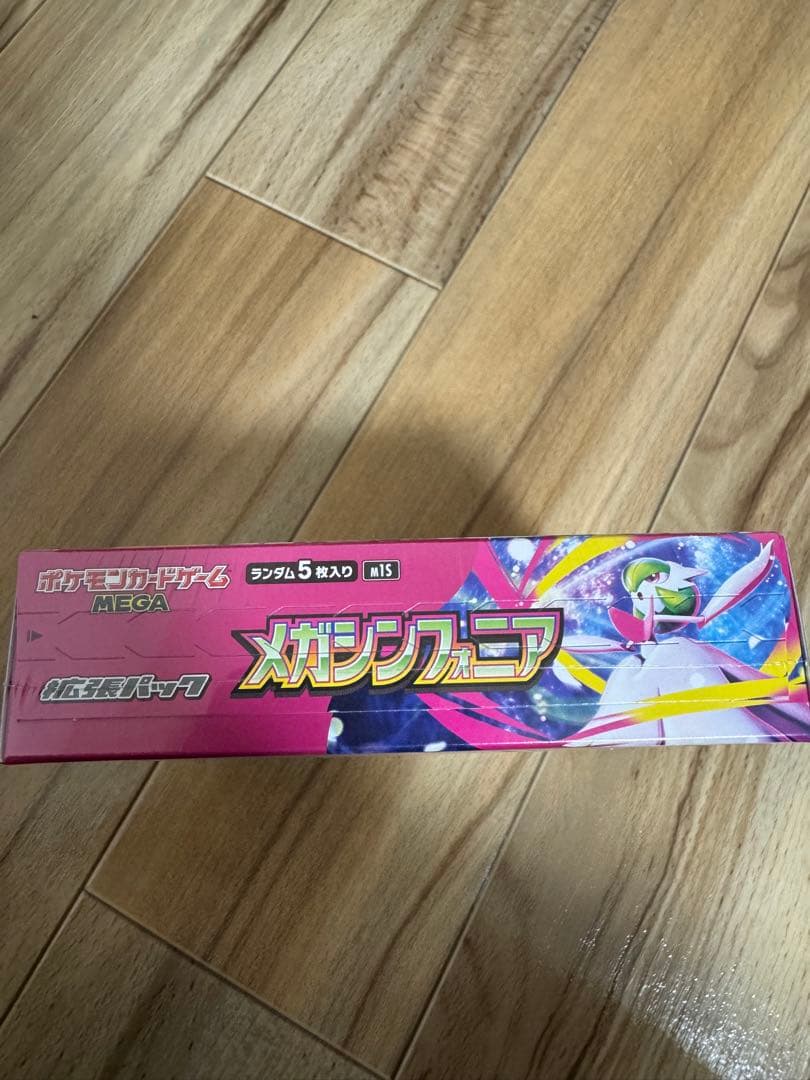 ポケモンカードゲーム
MEGA
ランダム5枚入り
m1S
拡張パック
メガシンフォニア